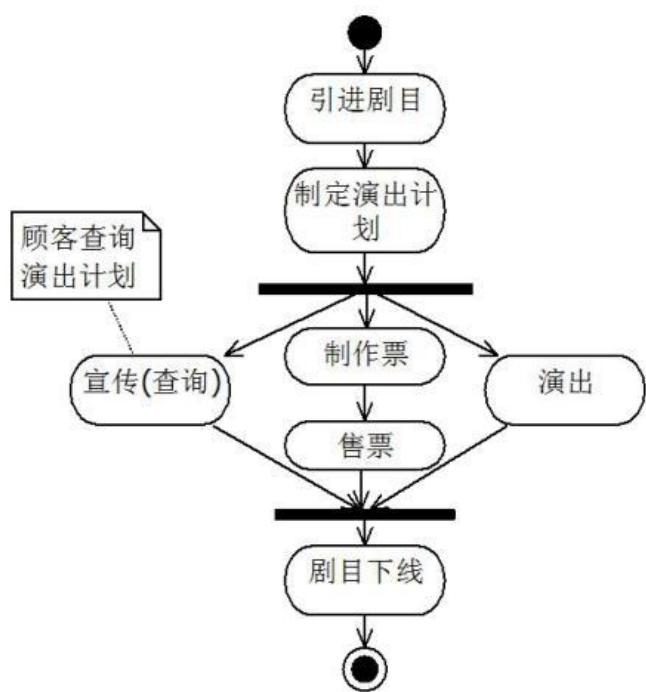 引进剧目
制定演出计
划
顾客查询
演出计划
宣传(查询)
制作票
演出
售票
剧目下线